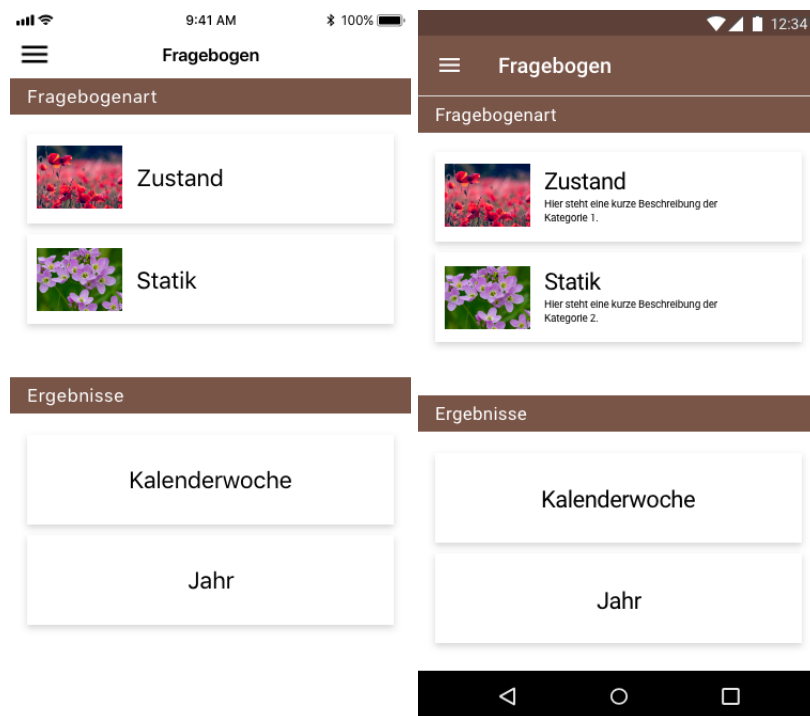 9:41 AM
100%
Fragebogen
Fragebogenart
Zustand
Statik
Ergebnisse
Kalenderwoche
Jahr
12:34
Fragebogen
Fragebogenart
Zustand
Hier steht eine kurze Beschreibung der
Kategorie 1.
Statik
Hier steht eine kurze Beschreibung der
Kategorie 2.
Ergebnisse
Kalenderwoche
Jahr